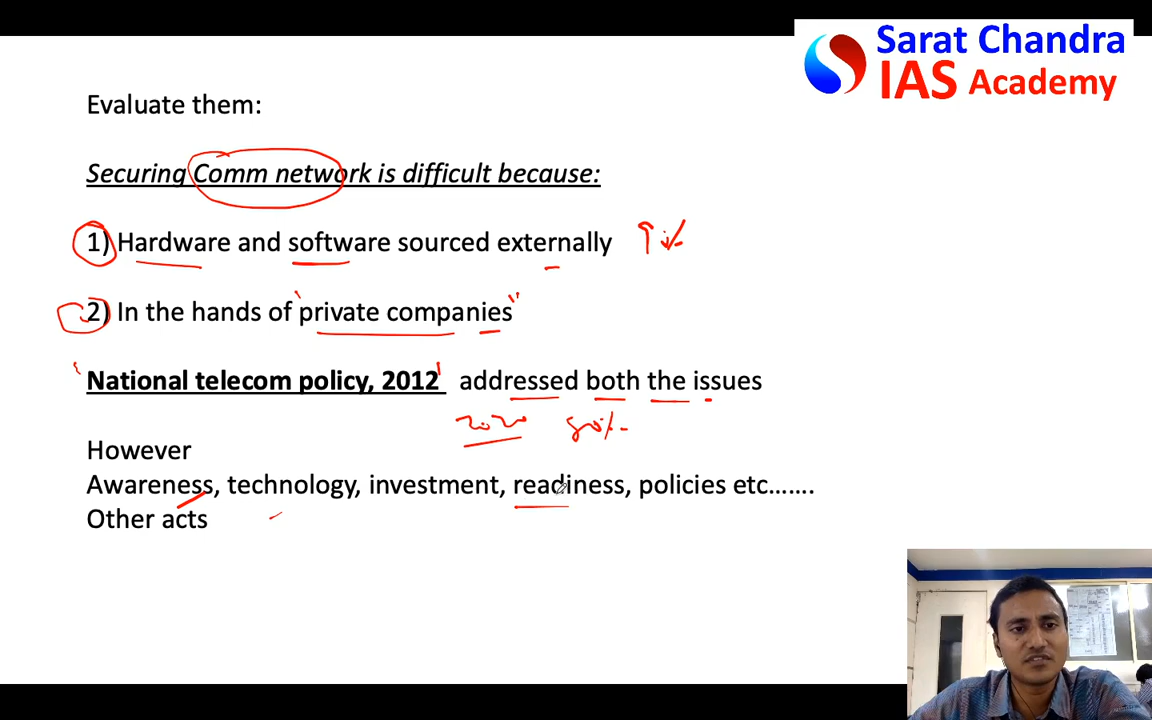 Sarat Chandra
IAS Academy
Evaluate them:
Securing Comm network is difficult because:
1) Hardware and software sourced externally
2) In the hands of private companies"
National telecom policy, 2012 addressed both the issues
2020 80%
However
Awareness, technology, investment, readiness, policies etc.......
Other acts